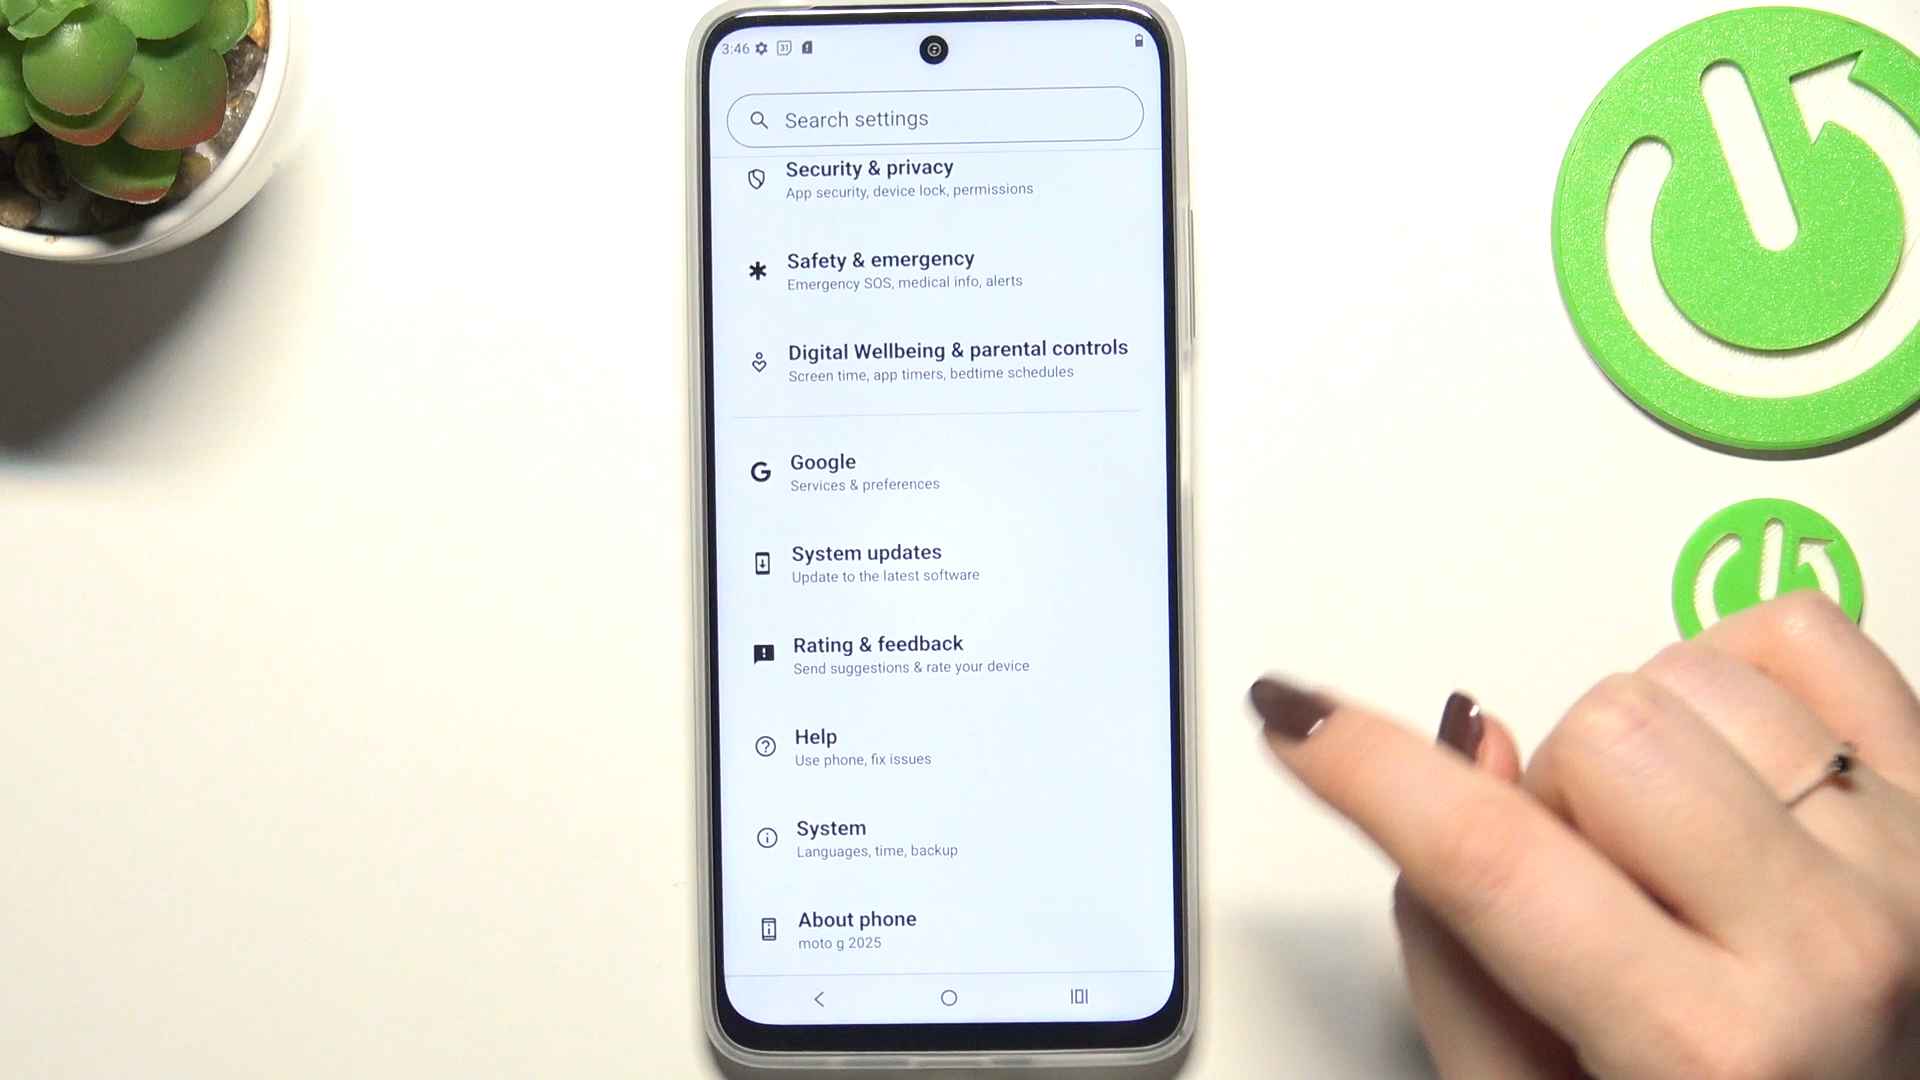 3:46
31
Search settings
Security & privacy
App security, device lock, permissions
Safety & emergency
Emergency SOS, medical info, alerts
Digital Wellbeing & parental controls
Screen time, app timers, bedtime schedules
Google
Services & preferences
System updates
Update to the latest software
Rating & feedback
Send suggestions & rate your device
Help
Use phone, fix issues
System
Languages, time, backup
About phone
moto g 2025